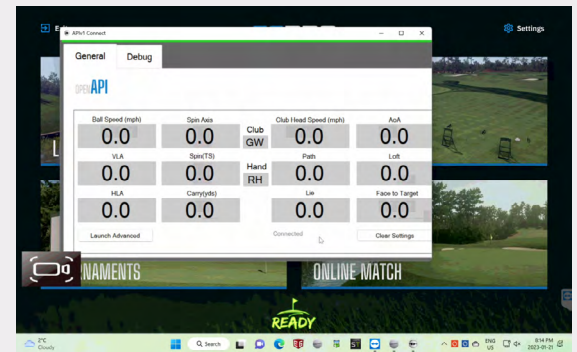 APIv1 Connect
Settings
General Debug
OPENAPI
Ball Speed (mph) Spin Axis Club Head Speed (mph) AoA
0.0 0.0 Club 0.0 0.0
GW
VLA Spin(TS) Path Loft
0.0 0.0 Hand 0.0 0.0
RH
HLA Carry(yds) Lie Face to Target
0.0 0.0 0.0 0.0
Launch Advanced Connected Clear Settings
NAMENTS ONLINE MATCH
READY
2°C
Cloudy
Search
ENG
US
8:14 PM
2023-01-21